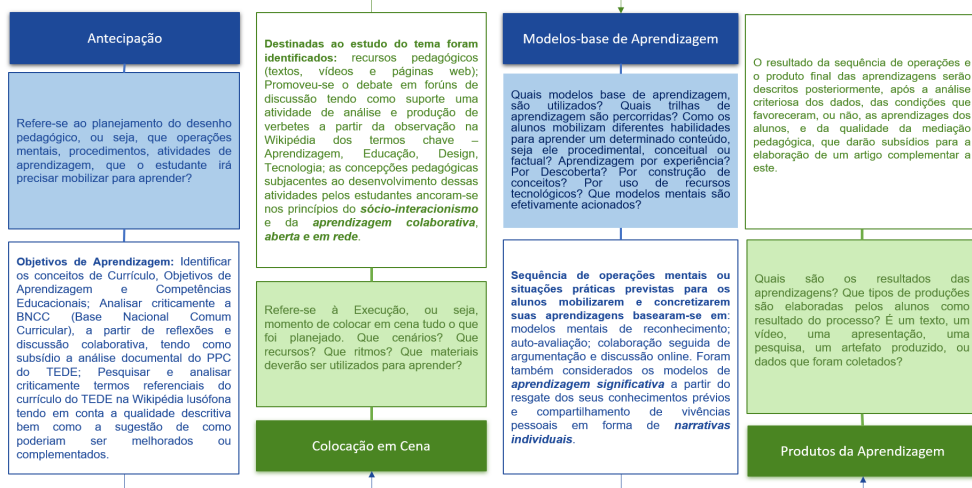 Antecipação
Refere-se ao planejamento do desenho
pedagógico, ou seja, que operações
mentais, procedimentos, atividades de
aprendizagem, que o estudante irá
precisar mobilizar para aprender?
Objetivos de Aprendizagem: Identificar
os conceitos de Currículo, Objetivos de
Aprendizagem e Competências
Educacionais; Analisar criticamente a
BNCC (Base Nacional Comum
Curricular), a partir de reflexões e
discussão colaborativa, tendo como
subsídio a análise documental do PPC
do TEDE; Pesquisar e analisar
criticamente termos referenciais do
currículo do TEDE na Wikipédia lusófona
tendo em conta a qualidade descritiva
bem como a sugestão de como
poderiam ser melhorados ou
complementados.
Destinadas ao estudo do tema foram
identificados: recursos pedagógicos
(textos, vídeos e páginas web);
Promoveu-se o debate em forúns de
discussão tendo como suporte uma
atividade de análise e produção de
verbetes a partir da observação na
Wikipédia dos termos chave –
Aprendizagem, Educação, Design,
Tecnologia; as concepções pedagógicas
subjacentes ao desenvolvimento dessas
atividades pelos estudantes ancoram-se
nos princípios do sócio-interacionismo
e da aprendizagem colaborativa,
aberta e em rede.
Refere-se à Execução, ou seja,
momento de colocar em cena tudo o que
foi planejado. Que cenários? Que
recursos? Que ritmos? Que materiais
deverão ser utilizados para aprender?
Colocação em Cena
Modelos-base de Aprendizagem
Quais modelos base de aprendizagem,
são utilizados? Quais trilhas de
aprendizagem são percorridas? Como os
alunos mobilizam diferentes habilidades
para aprender um determinado conteúdo,
seja ele procedimental, conceitual ou
factual? Aprendizagem por experiência?
Por Descoberta? Por construção de
conceitos? Por uso de recursos
tecnológicos? Que modelos mentais são
efetivamente acionados?
Sequência de operações mentais ou
situações práticas previstas para os
alunos mobilizarem e concretizarem
suas aprendizagens basearam-se em:
modelos mentais de reconhecimento;
auto-avaliação; colaboração seguida de
argumentação e discussão online. Foram
também considerados os modelos de
aprendizagem significativa a partir do
resgate dos seus conhecimentos prévios
e compartilhamento de vivências
pessoais em forma de narrativas
individuais.
O resultado da sequência de operações e
o produto final das aprendizagens serão
descritos posteriormente, após a análise
criteriosa dos dados, das condições que
favoreceram, ou não, as aprendizages dos
alunos, e da qualidade da mediação
pedagógica, que darão subsídios para a
elaboração de um artigo complementar a
este.
Quais são os resultados das
aprendizagens? Que tipos de produções
são elaboradas pelos alunos como
resultado do processo? É um texto, um
vídeo, uma apresentação, uma
pesquisa, um artefato produzido, ou
dados que foram coletados?
Produtos da Aprendizagem